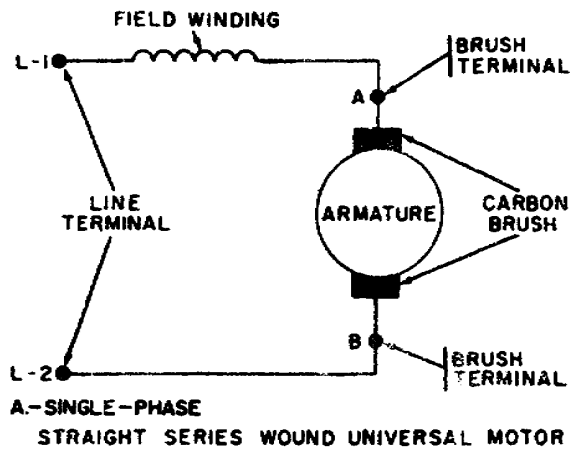 FIELD WINDING
L-1
BRUSH
TERMINAL
A
LINE
TERMINAL
ARMATURE
CARBON
BRUSH
B
BRUSH
TERMINAL
L-2
A.-SINGLE-PHASE
STRAIGHT SERIES WOUND UNIVERSAL MOTOR